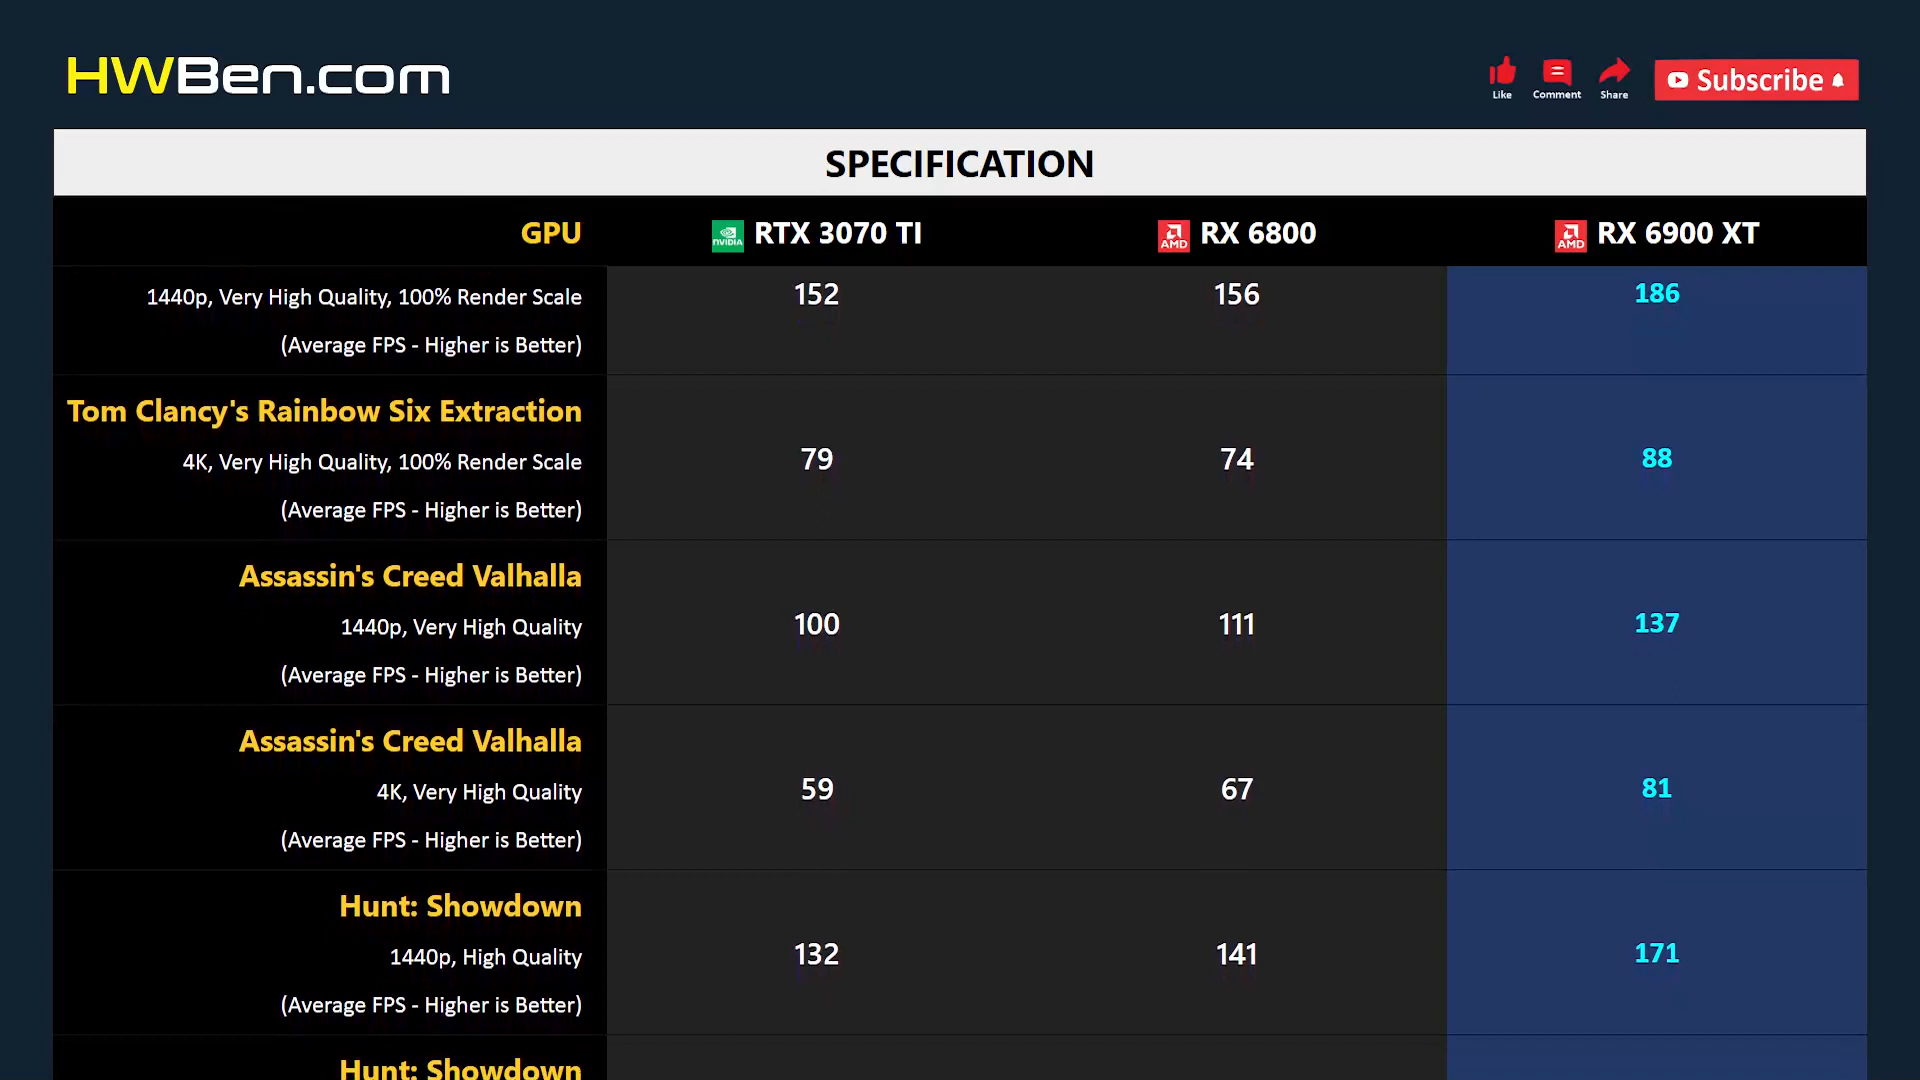 HWBen.com
Like Comment Share Subscribe
SPECIFICATION
GPU NVIDIA RTX 3070 TI AMD RX 6800 AMD RX 6900 XT
1440p, Very High Quality, 100% Render Scale 152 156 186
(Average FPS - Higher is Better)
Tom Clancy's Rainbow Six Extraction
4K, Very High Quality, 100% Render Scale 79 74 88
(Average FPS - Higher is Better)
Assassin's Creed Valhalla
1440p, Very High Quality 100 111 137
(Average FPS - Higher is Better)
Assassin's Creed Valhalla
4K, Very High Quality 59 67 81
(Average FPS - Higher is Better)
Hunt: Showdown
1440p, High Quality 132 141 171
(Average FPS - Higher is Better)
Hunt: Showdown